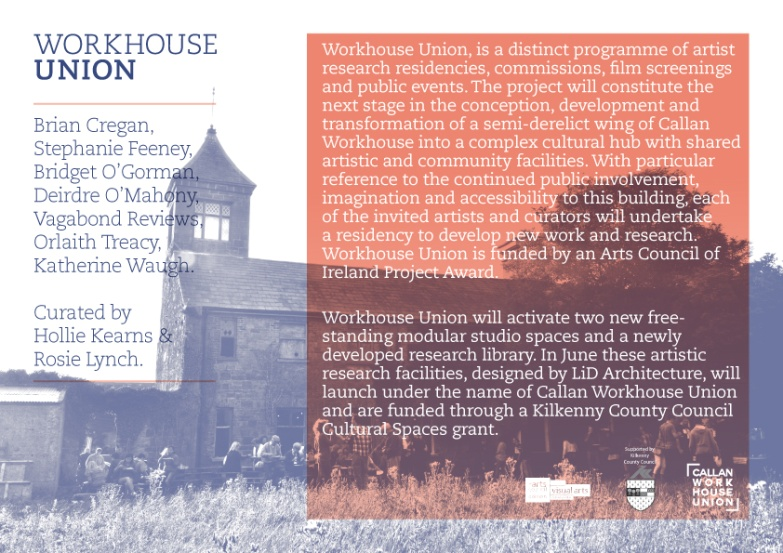 WORKHOUSE
UNION
Brian Cregan,
Stephanie Feeney,
Bridget O'Gorman,
Deirdre O'Mahony,
Vagabond Reviews,
Orlaith Treacy,
Katherine Waugh.
Curated by
Hollie Kearns &
Rosie Lynch.
Workhouse Union, is a distinct programme of artist
research residencies, commissions, film screenings
and public events. The project will constitute the
next stage in the conception, development and
transformation of a semi-derelict wing of Callan
Workhouse into a complex cultural hub with shared
artistic and community facilities. With particular
reference to the continued public involvement,
imagination and accessibility to this building, each
of the invited artists and curators will undertake
a residency to develop new work and research.
Workhouse Union is funded by an Arts Council of
Ireland Project Award.
Workhouse Union will activate two new free-
standing modular studio spaces and a newly
developed research library. In June these artistic
research facilities, designed by LiD Architecture, will
launch under the name of Callan Workhouse Union
and are funded through a Kilkenny County Council
Cultural Spaces grant.
Supported by
Kilkenny
County Council
arts
visual arts
CALLAN
WORK
HOUSE
UNION